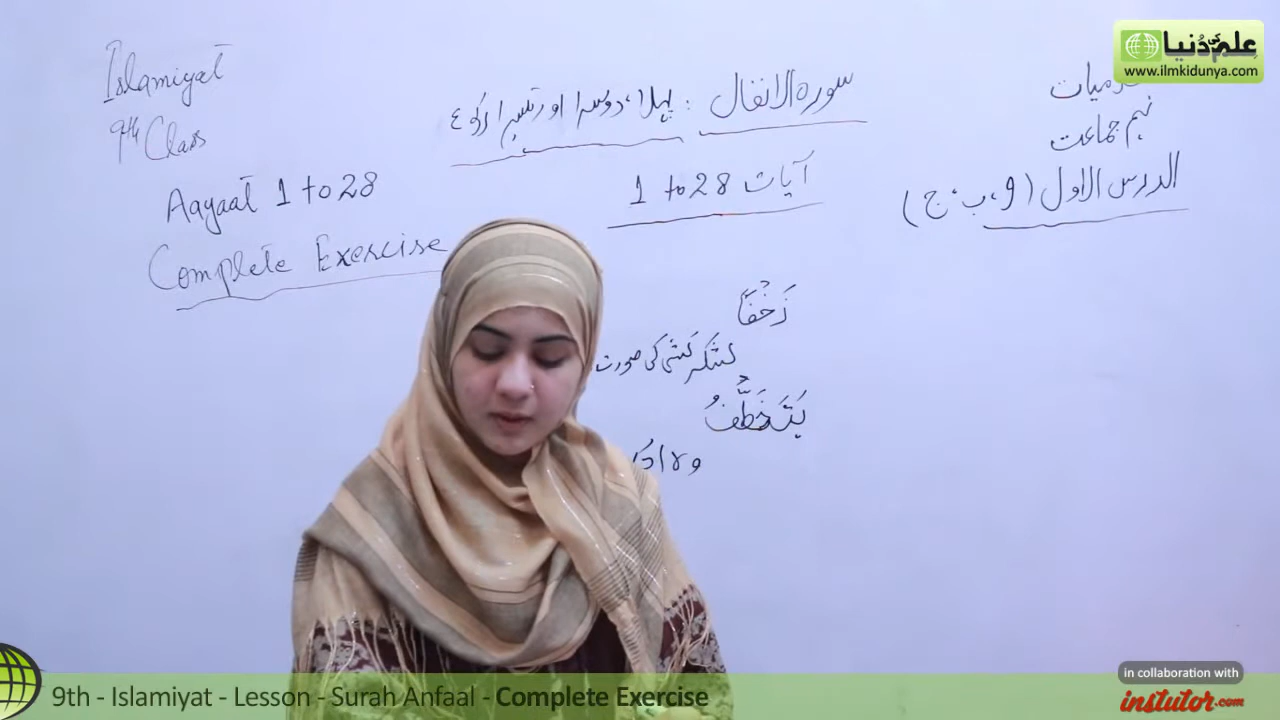 Islamiyat
9th Class
Aayaat 1 to 28
Complete Exercise
سورہ الانفال : پہلا، دوسرا اور تیسرا رکوع
آیات 1 to 28
نہم جماعت
الدرس الاول (و، ب، ج)
زَحْفًا
لشکر کشی کی صورت
يَتَخَطَّفَ
علم کی دُنیا
www.ilmkidunya.com
9th - Islamiyat - Lesson - Surah Anfaal - Complete Exercise
in collaboration with
instutor.com